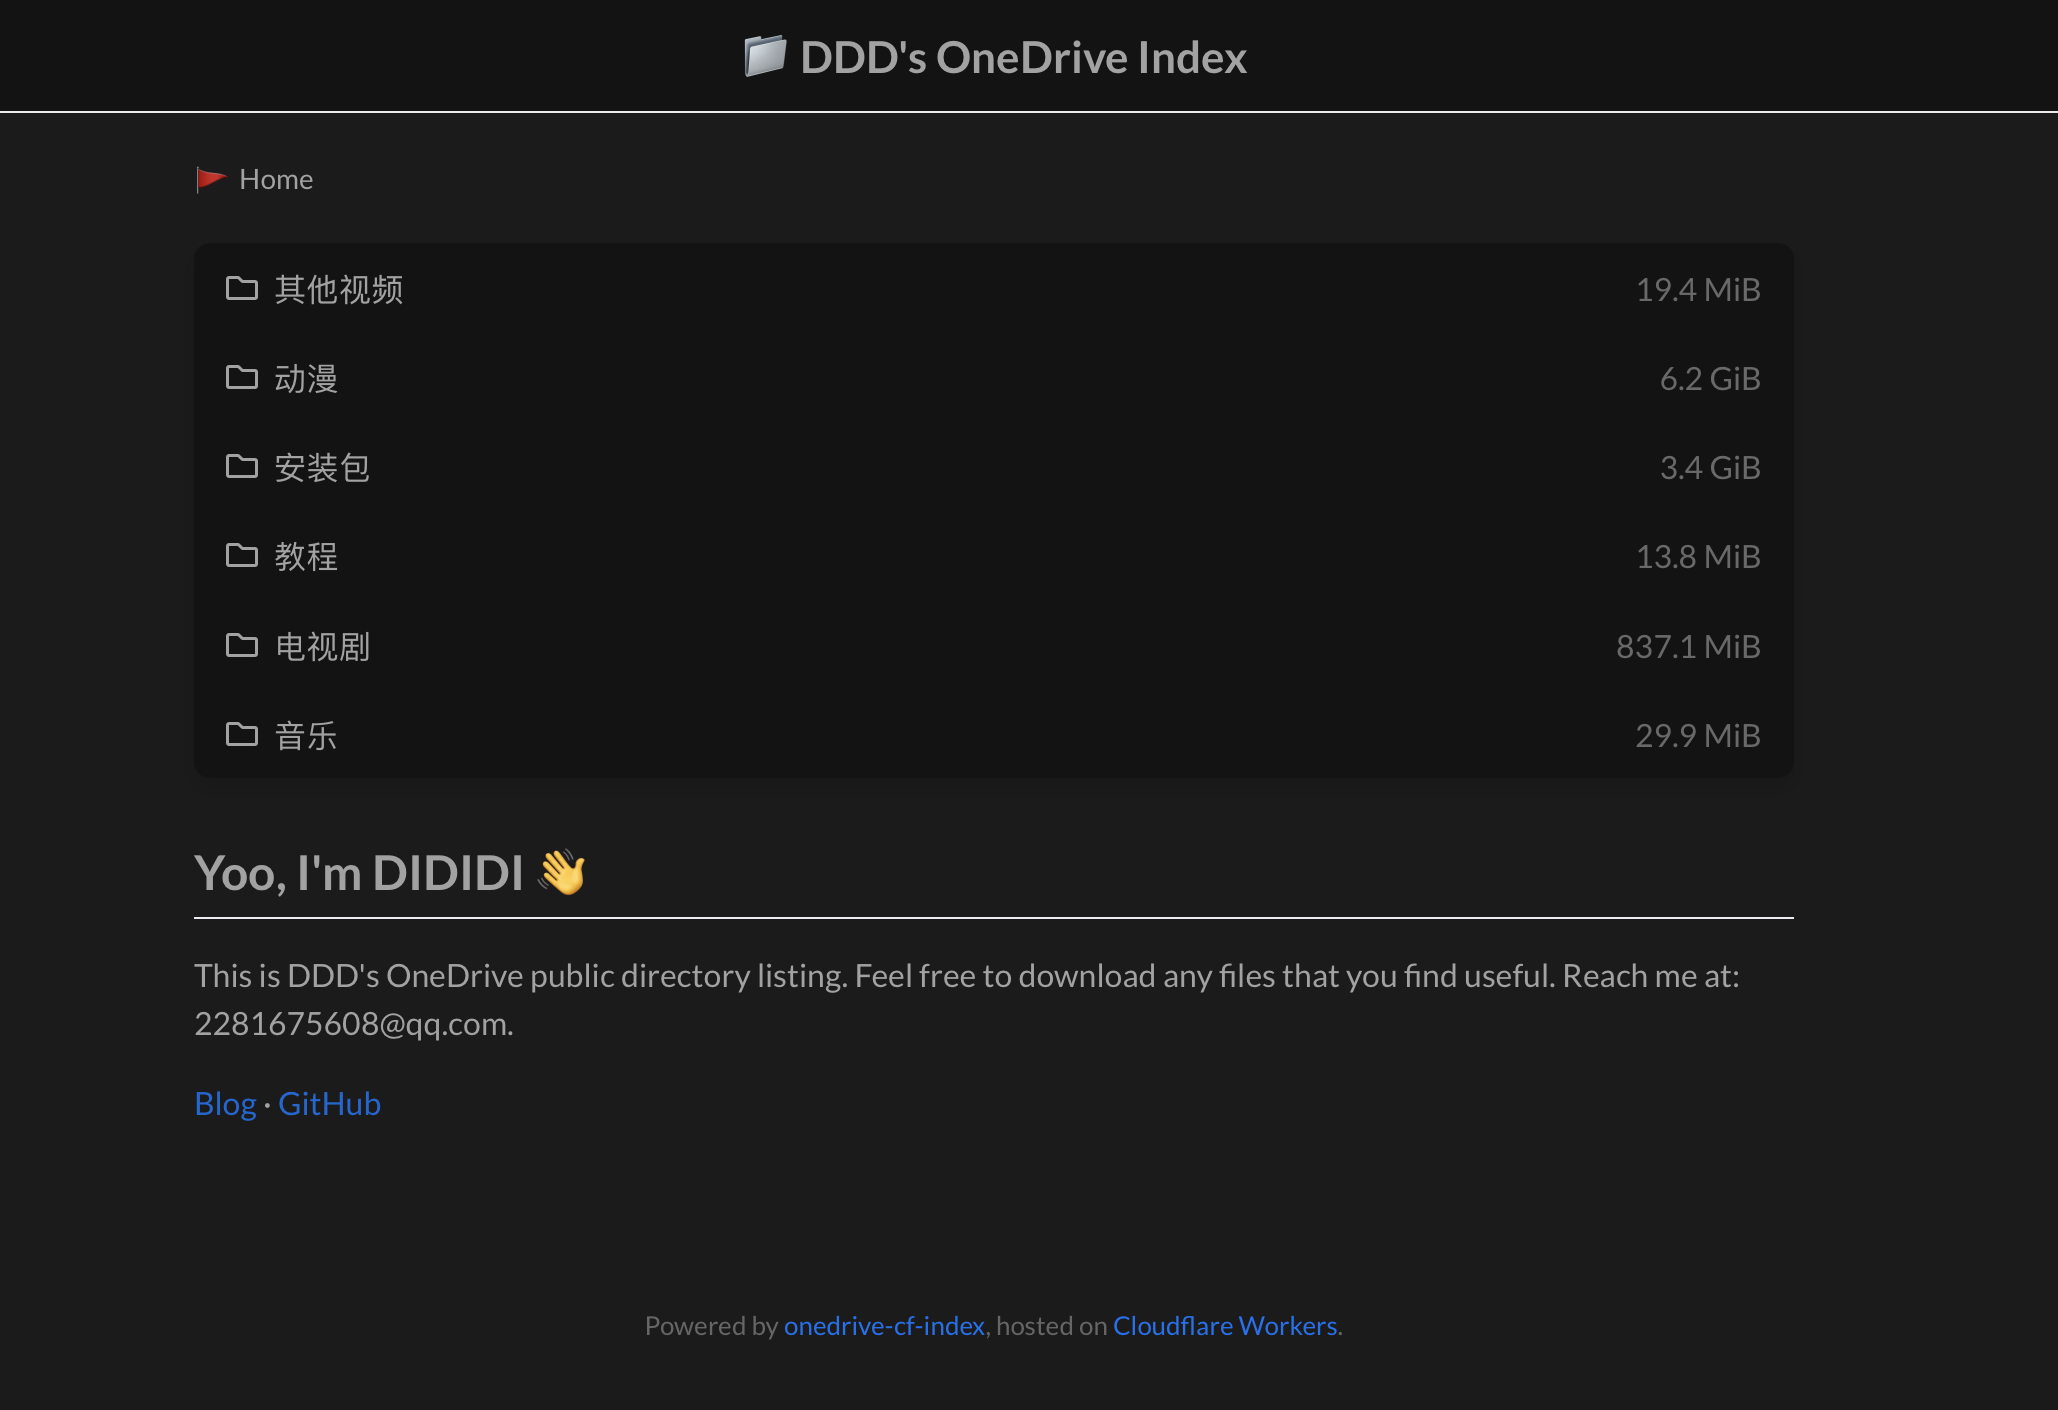 DDD's OneDrive Index
Home
其他视频 19.4 MiB
动漫 6.2 GiB
安装包 3.4 GiB
教程 13.8 MiB
电视剧 837.1 MiB
音乐 29.9 MiB
Yoo, I'm DIDIDI 👋
This is DDD's OneDrive public directory listing. Feel free to download any files that you find useful. Reach me at:
2281675608@qq.com.
Blog · GitHub
Powered by onedrive-cf-index, hosted on Cloudflare Workers.